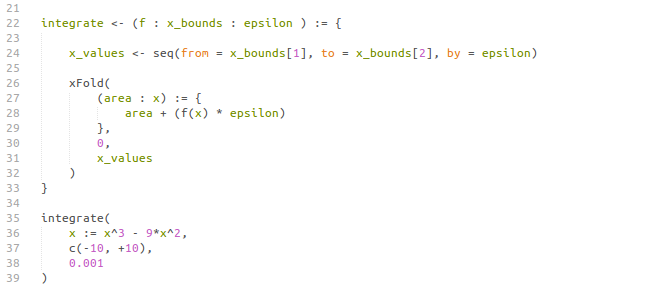 21
22 integrate <- (f : x_bounds : epsilon ) := {
23
24     x_values <- seq(from = x_bounds[1], to = x_bounds[2], by = epsilon)
25
26     xFold(
27         (area : x) := {
28             area + (f(x) * epsilon)
29         },
30         0,
31         x_values
32     )
33 }
34
35 integrate(
36     x := x^3 - 9*x^2,
37     c(-10, +10),
38     0.001
39 )